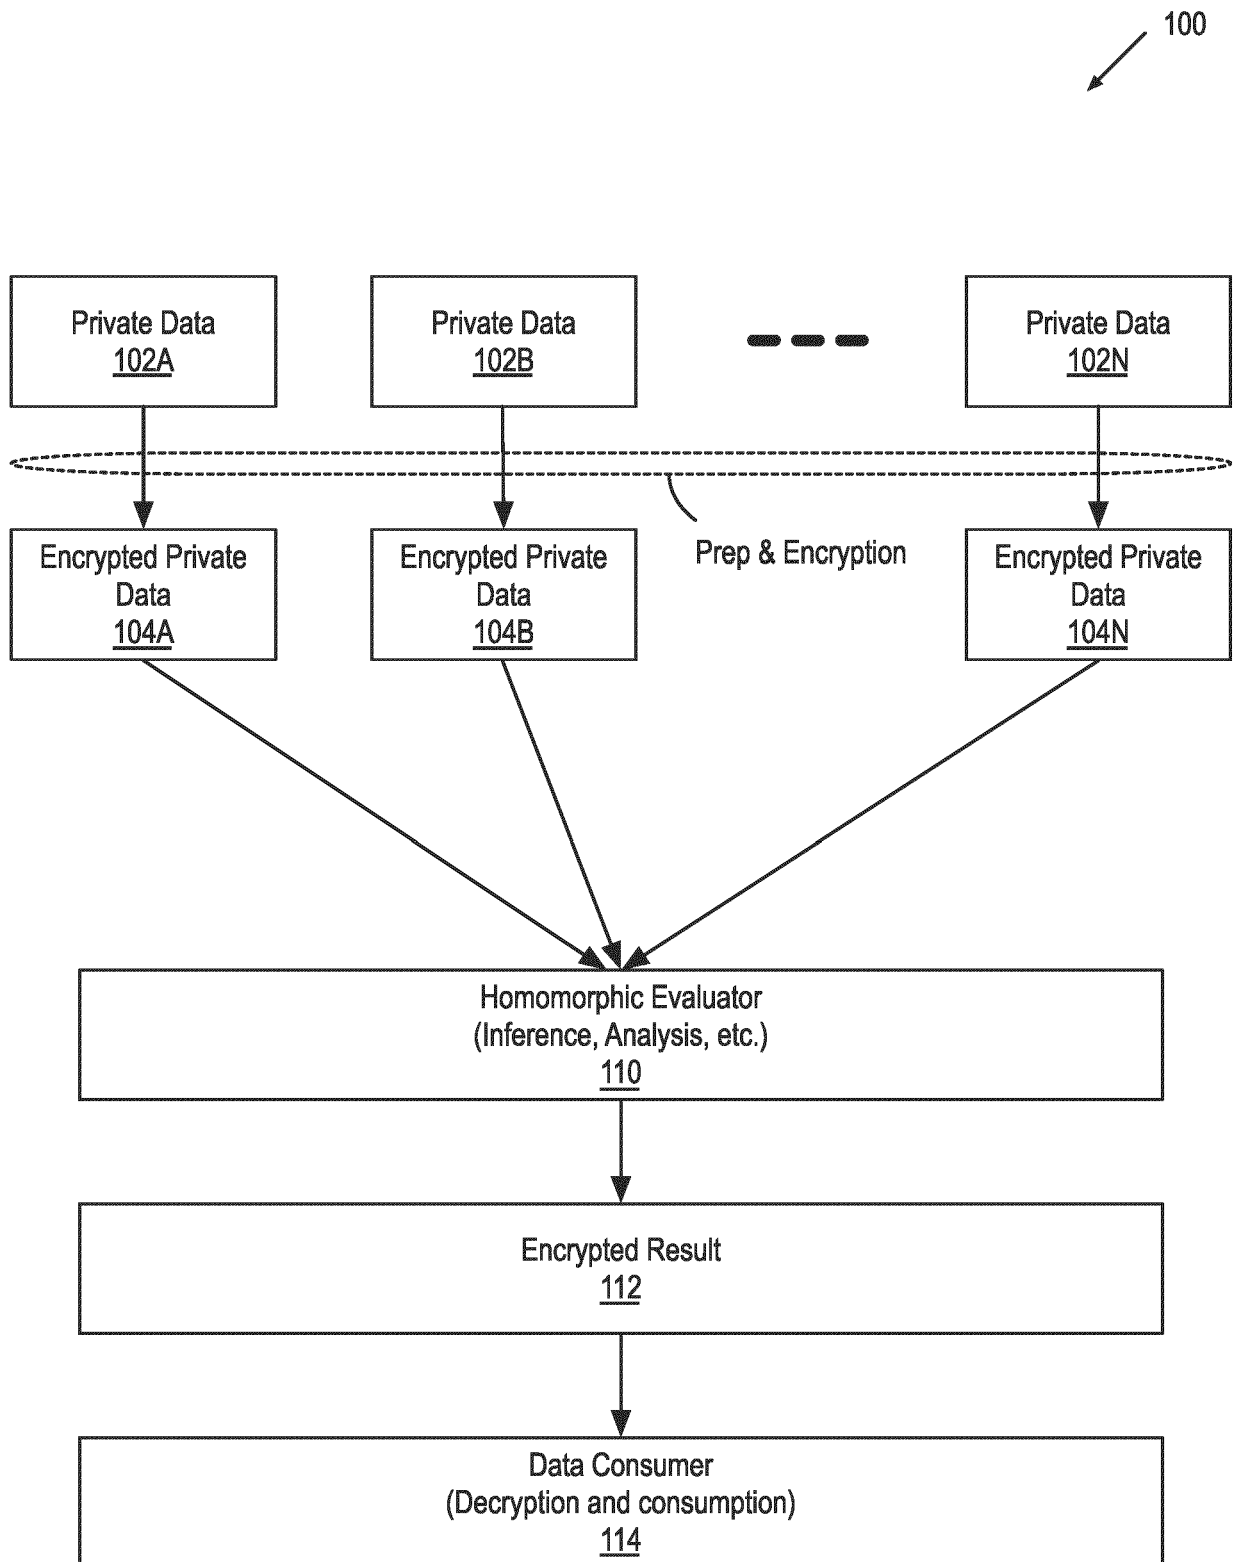 100
Private Data
102A
Private Data
102B
Private Data
102N
Prep & Encryption
Encrypted Private
Data
104A
Encrypted Private
Data
104B
Encrypted Private
Data
104N
Homomorphic Evaluator
(Inference, Analysis, etc.)
110
Encrypted Result
112
Data Consumer
(Decryption and consumption)
114